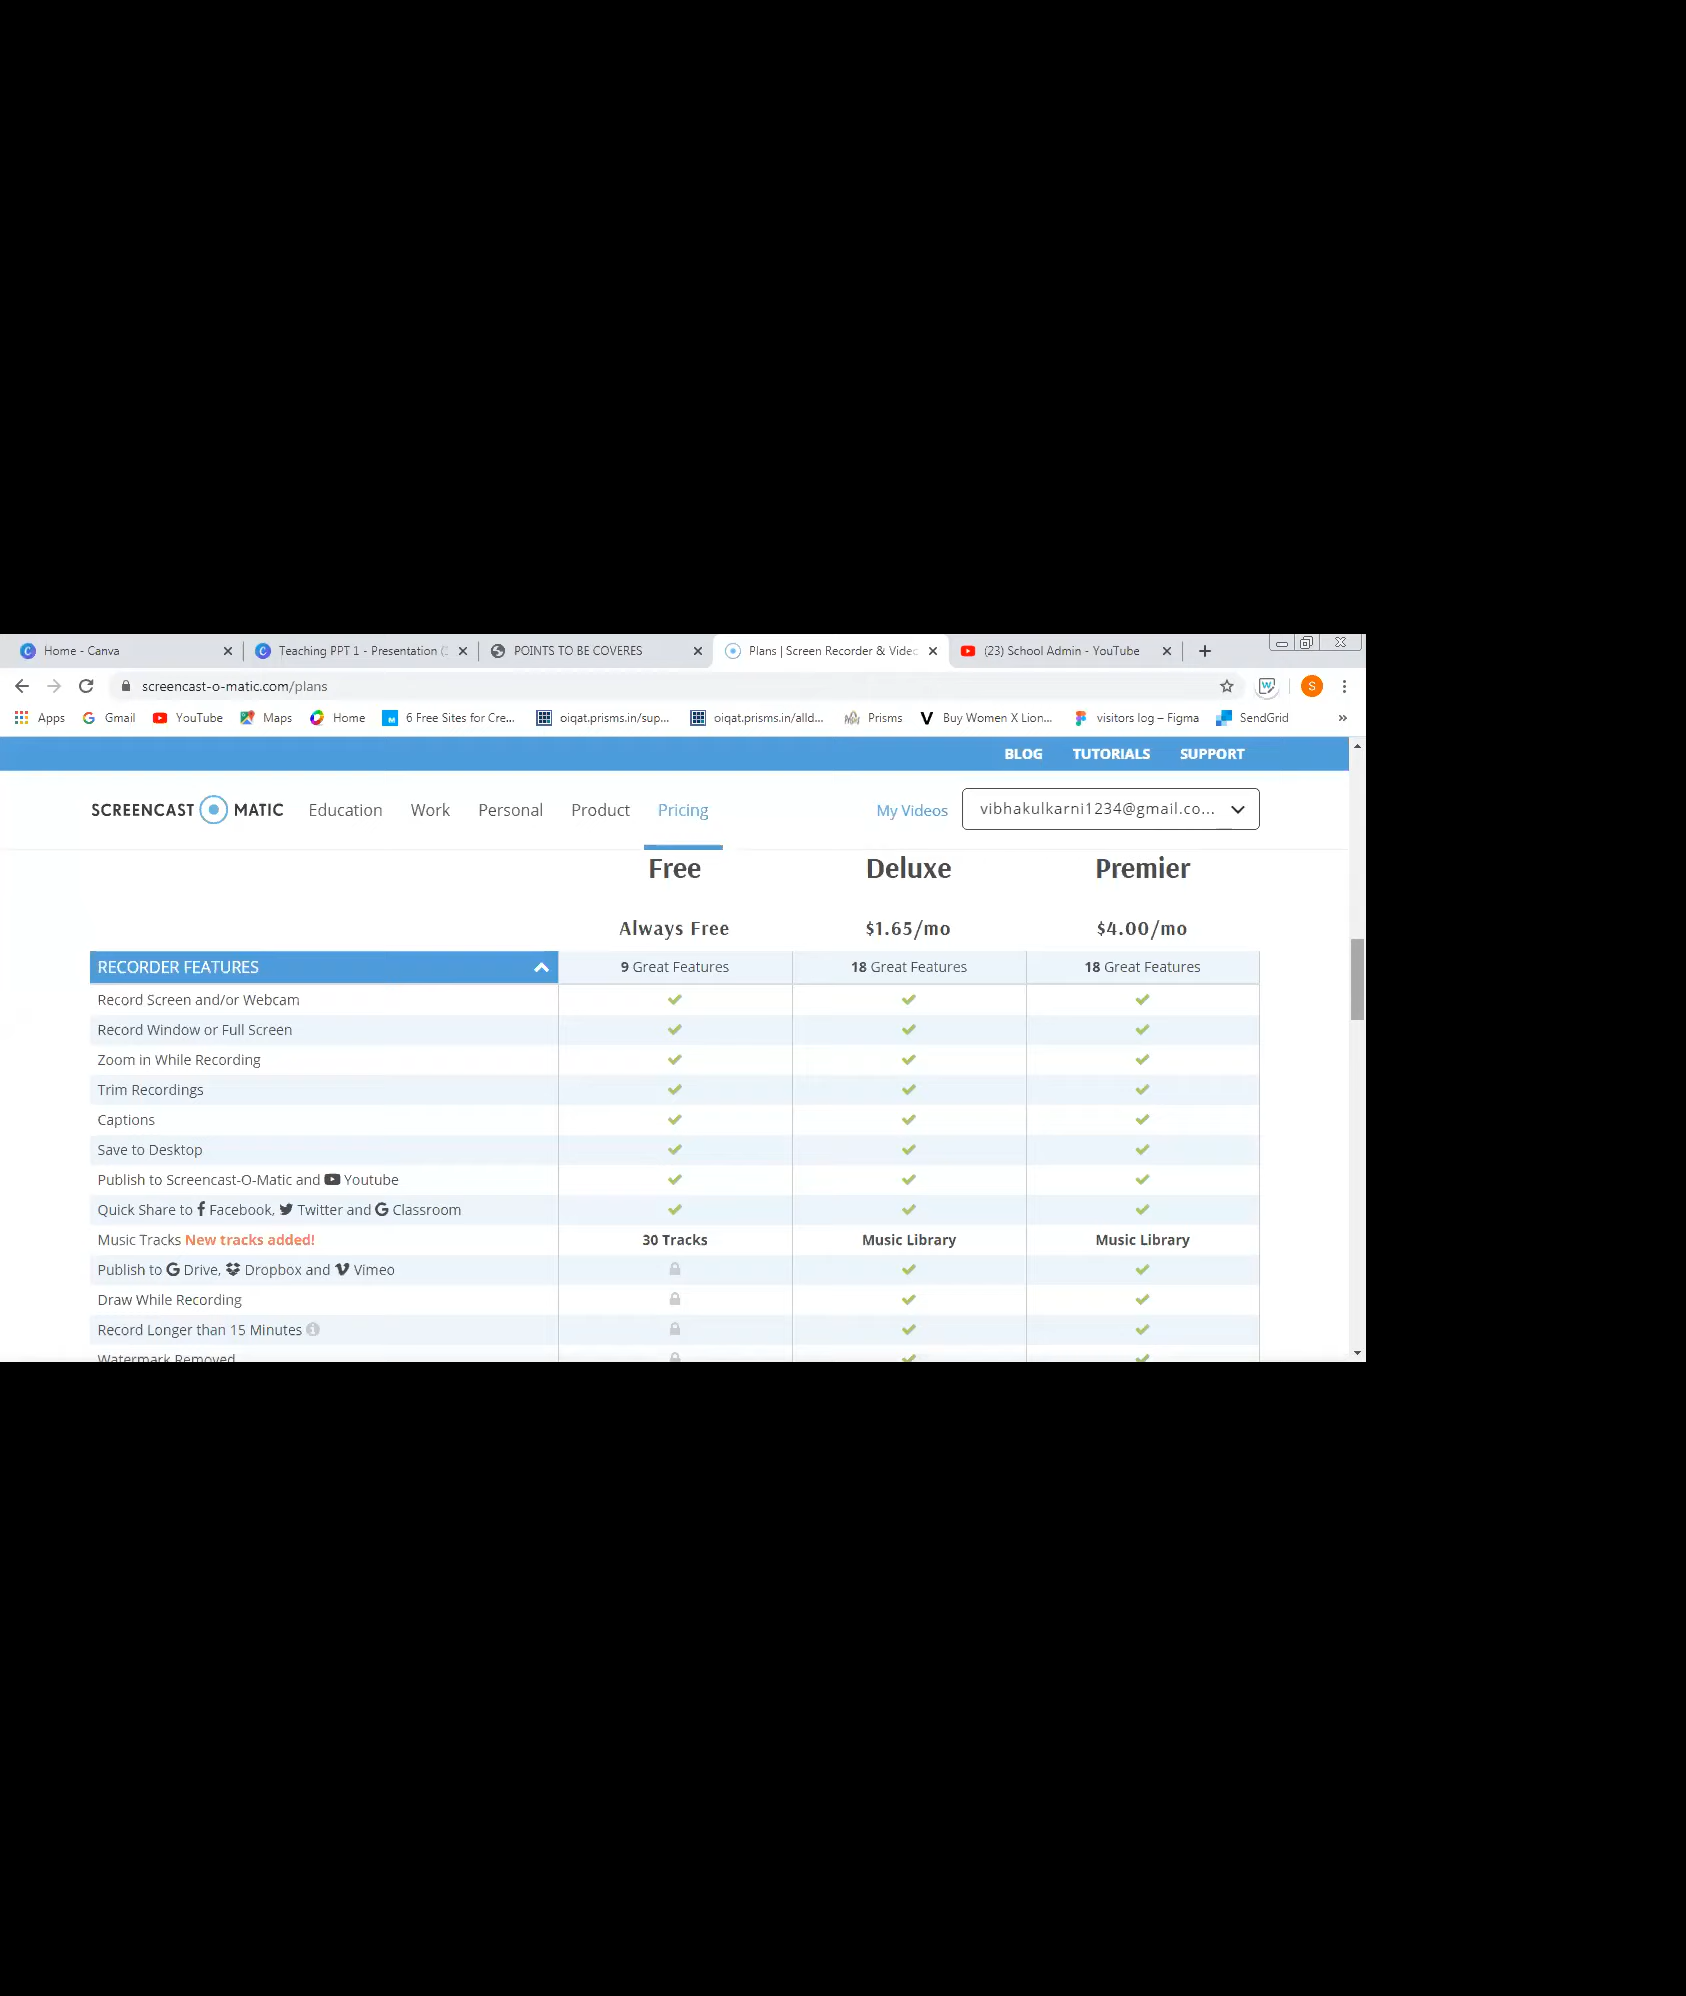 Home - Canva
Teaching PPT 1 - Presentation (
POINTS TO BE COVERES
Plans | Screen Recorder & Video
(23) School Admin - YouTube
screencast-o-matic.com/plans
S
Apps Gmail YouTube Maps Home 6 Free Sites for Cre... oiqat.prisms.in/sup... oiqat.prisms.in/alld... Prisms Buy Women X Lion... visitors log – Figma SendGrid »
BLOG TUTORIALS SUPPORT
SCREENCAST O MATIC Education Work Personal Product Pricing My Videos vibhakulkarni1234@gmail.co...
Free Deluxe Premier
Always Free $1.65/mo $4.00/mo
RECORDER FEATURES 9 Great Features 18 Great Features 18 Great Features
Record Screen and/or Webcam
Record Window or Full Screen
Zoom in While Recording
Trim Recordings
Captions
Save to Desktop
Publish to Screencast-O-Matic and Youtube
Quick Share to Facebook, Twitter and Classroom
Music Tracks New tracks added! 30 Tracks Music Library Music Library
Publish to Drive, Dropbox and Vimeo
Draw While Recording
Record Longer than 15 Minutes
Watermark Removed